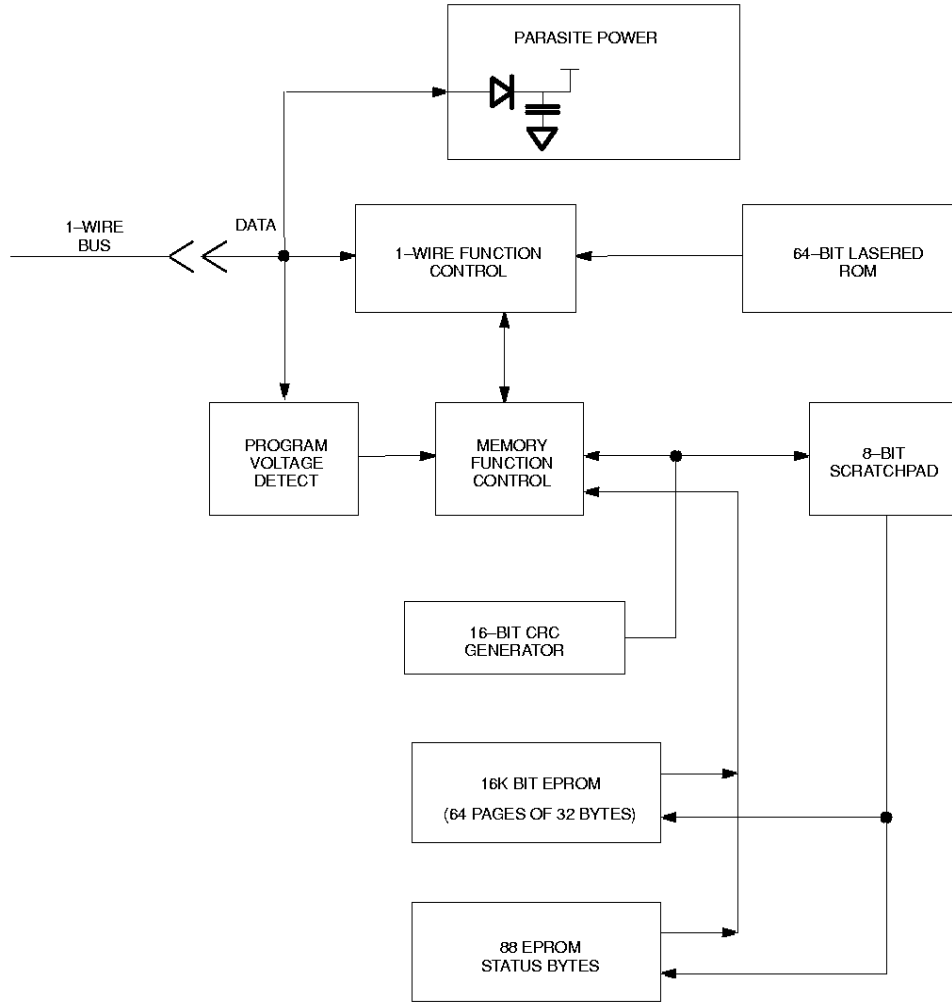 PARASITE POWER
1–WIRE
BUS
DATA
1–WIRE FUNCTION
CONTROL
64–BIT LASERED
ROM
PROGRAM
VOLTAGE
DETECT
MEMORY
FUNCTION
CONTROL
8–BIT
SCRATCHPAD
16–BIT CRC
GENERATOR
16K BIT EPROM
(64 PAGES OF 32 BYTES)
88 EPROM
STATUS BYTES